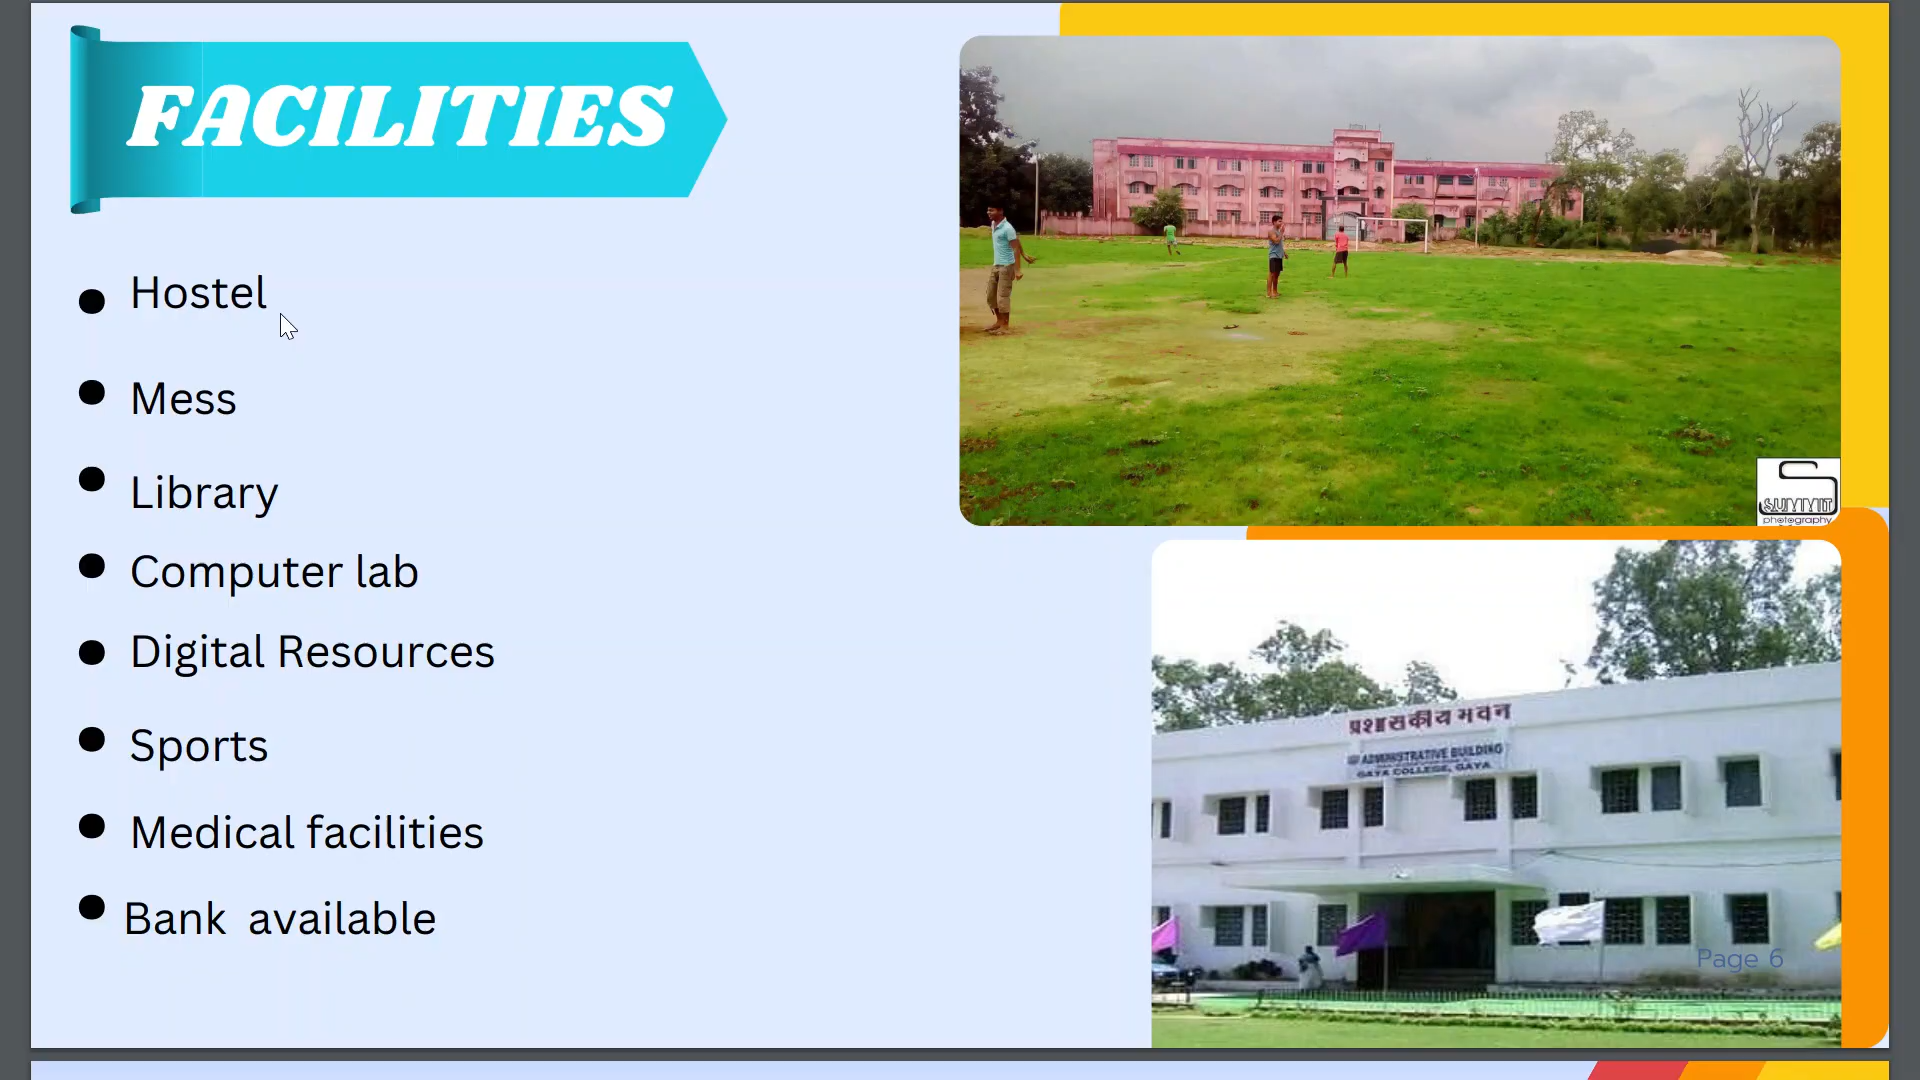 FACILITIES
Hostel
Mess
Library
Computer lab
Digital Resources
Sports
Medical facilities
Bank available
SUMMIT
photography
प्रशासकीय भवन
ADMINISTRATIVE BUILDING
GAYA COLLEGE, GAYA
Page 6